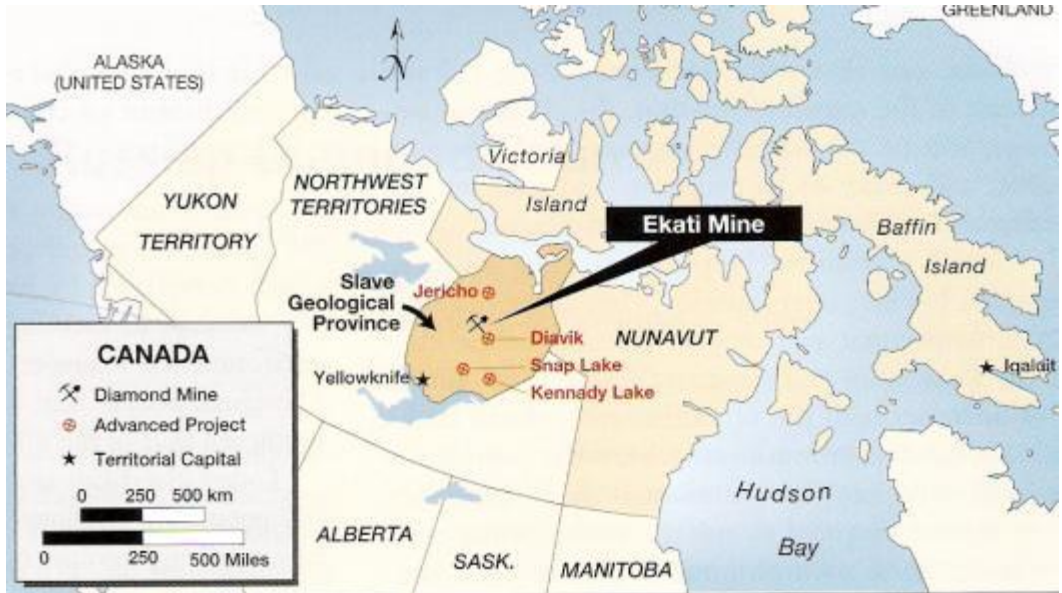 GREENLAND
ALASKA
(UNITED STATES)
N
Victoria
Island
NORTHWEST
TERRITORIES
YUKON
TERRITORY
Ekati Mine
Baffin
Island
Slave
Geological
Province
Jericho
Diavik
NUNAVUT
Snap Lake
Kennady Lake
Yellowknife
Iqaluit
CANADA
Diamond Mine
Advanced Project
Territorial Capital
0 250 500 km
0 250 500 Miles
Hudson
Bay
ALBERTA
SASK.
MANITOBA